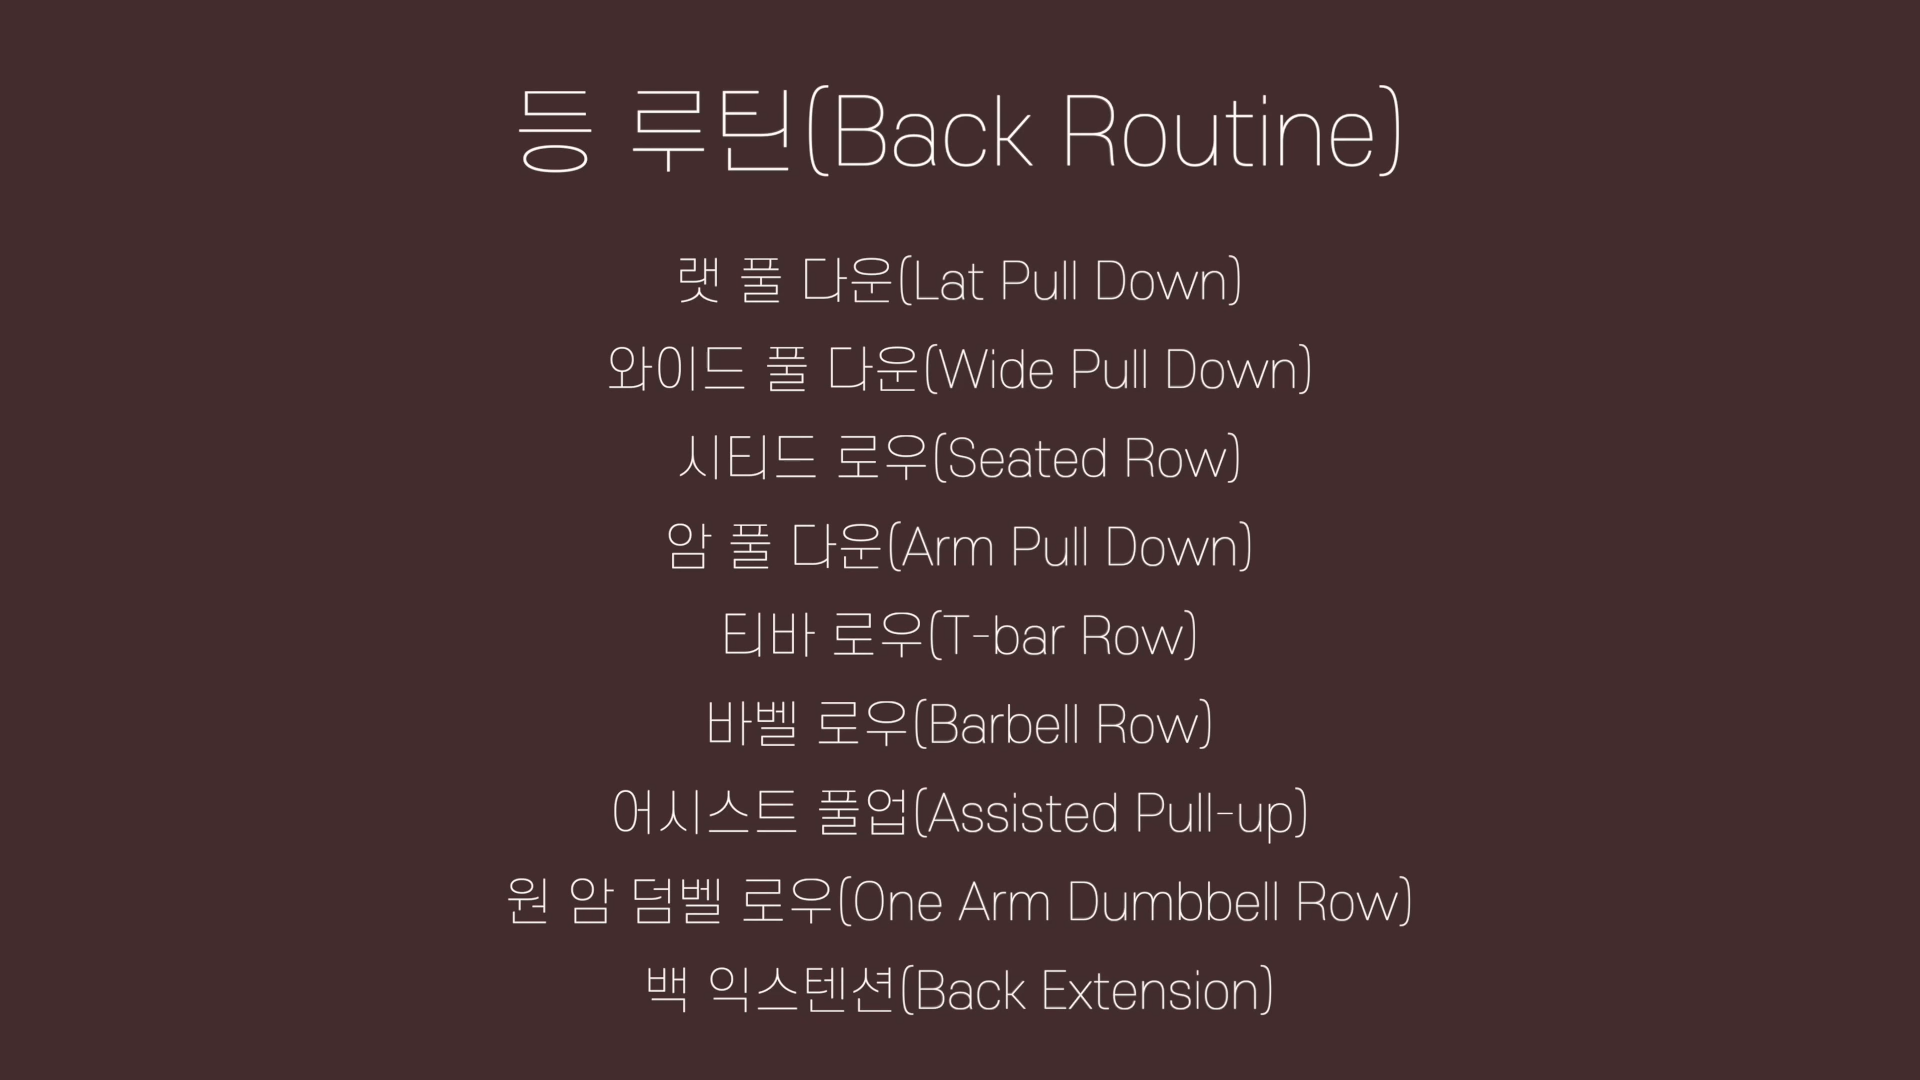 등 루틴(Back Routine)
랫 풀 다운(Lat Pull Down)
와이드 풀 다운(Wide Pull Down)
시티드 로우(Seated Row)
암 풀 다운(Arm Pull Down)
티바 로우(T-bar Row)
바벨 로우(Barbell Row)
어시스트 풀업(Assisted Pull-up)
원 암 덤벨 로우(One Arm Dumbbell Row)
백 익스텐션(Back Extension)